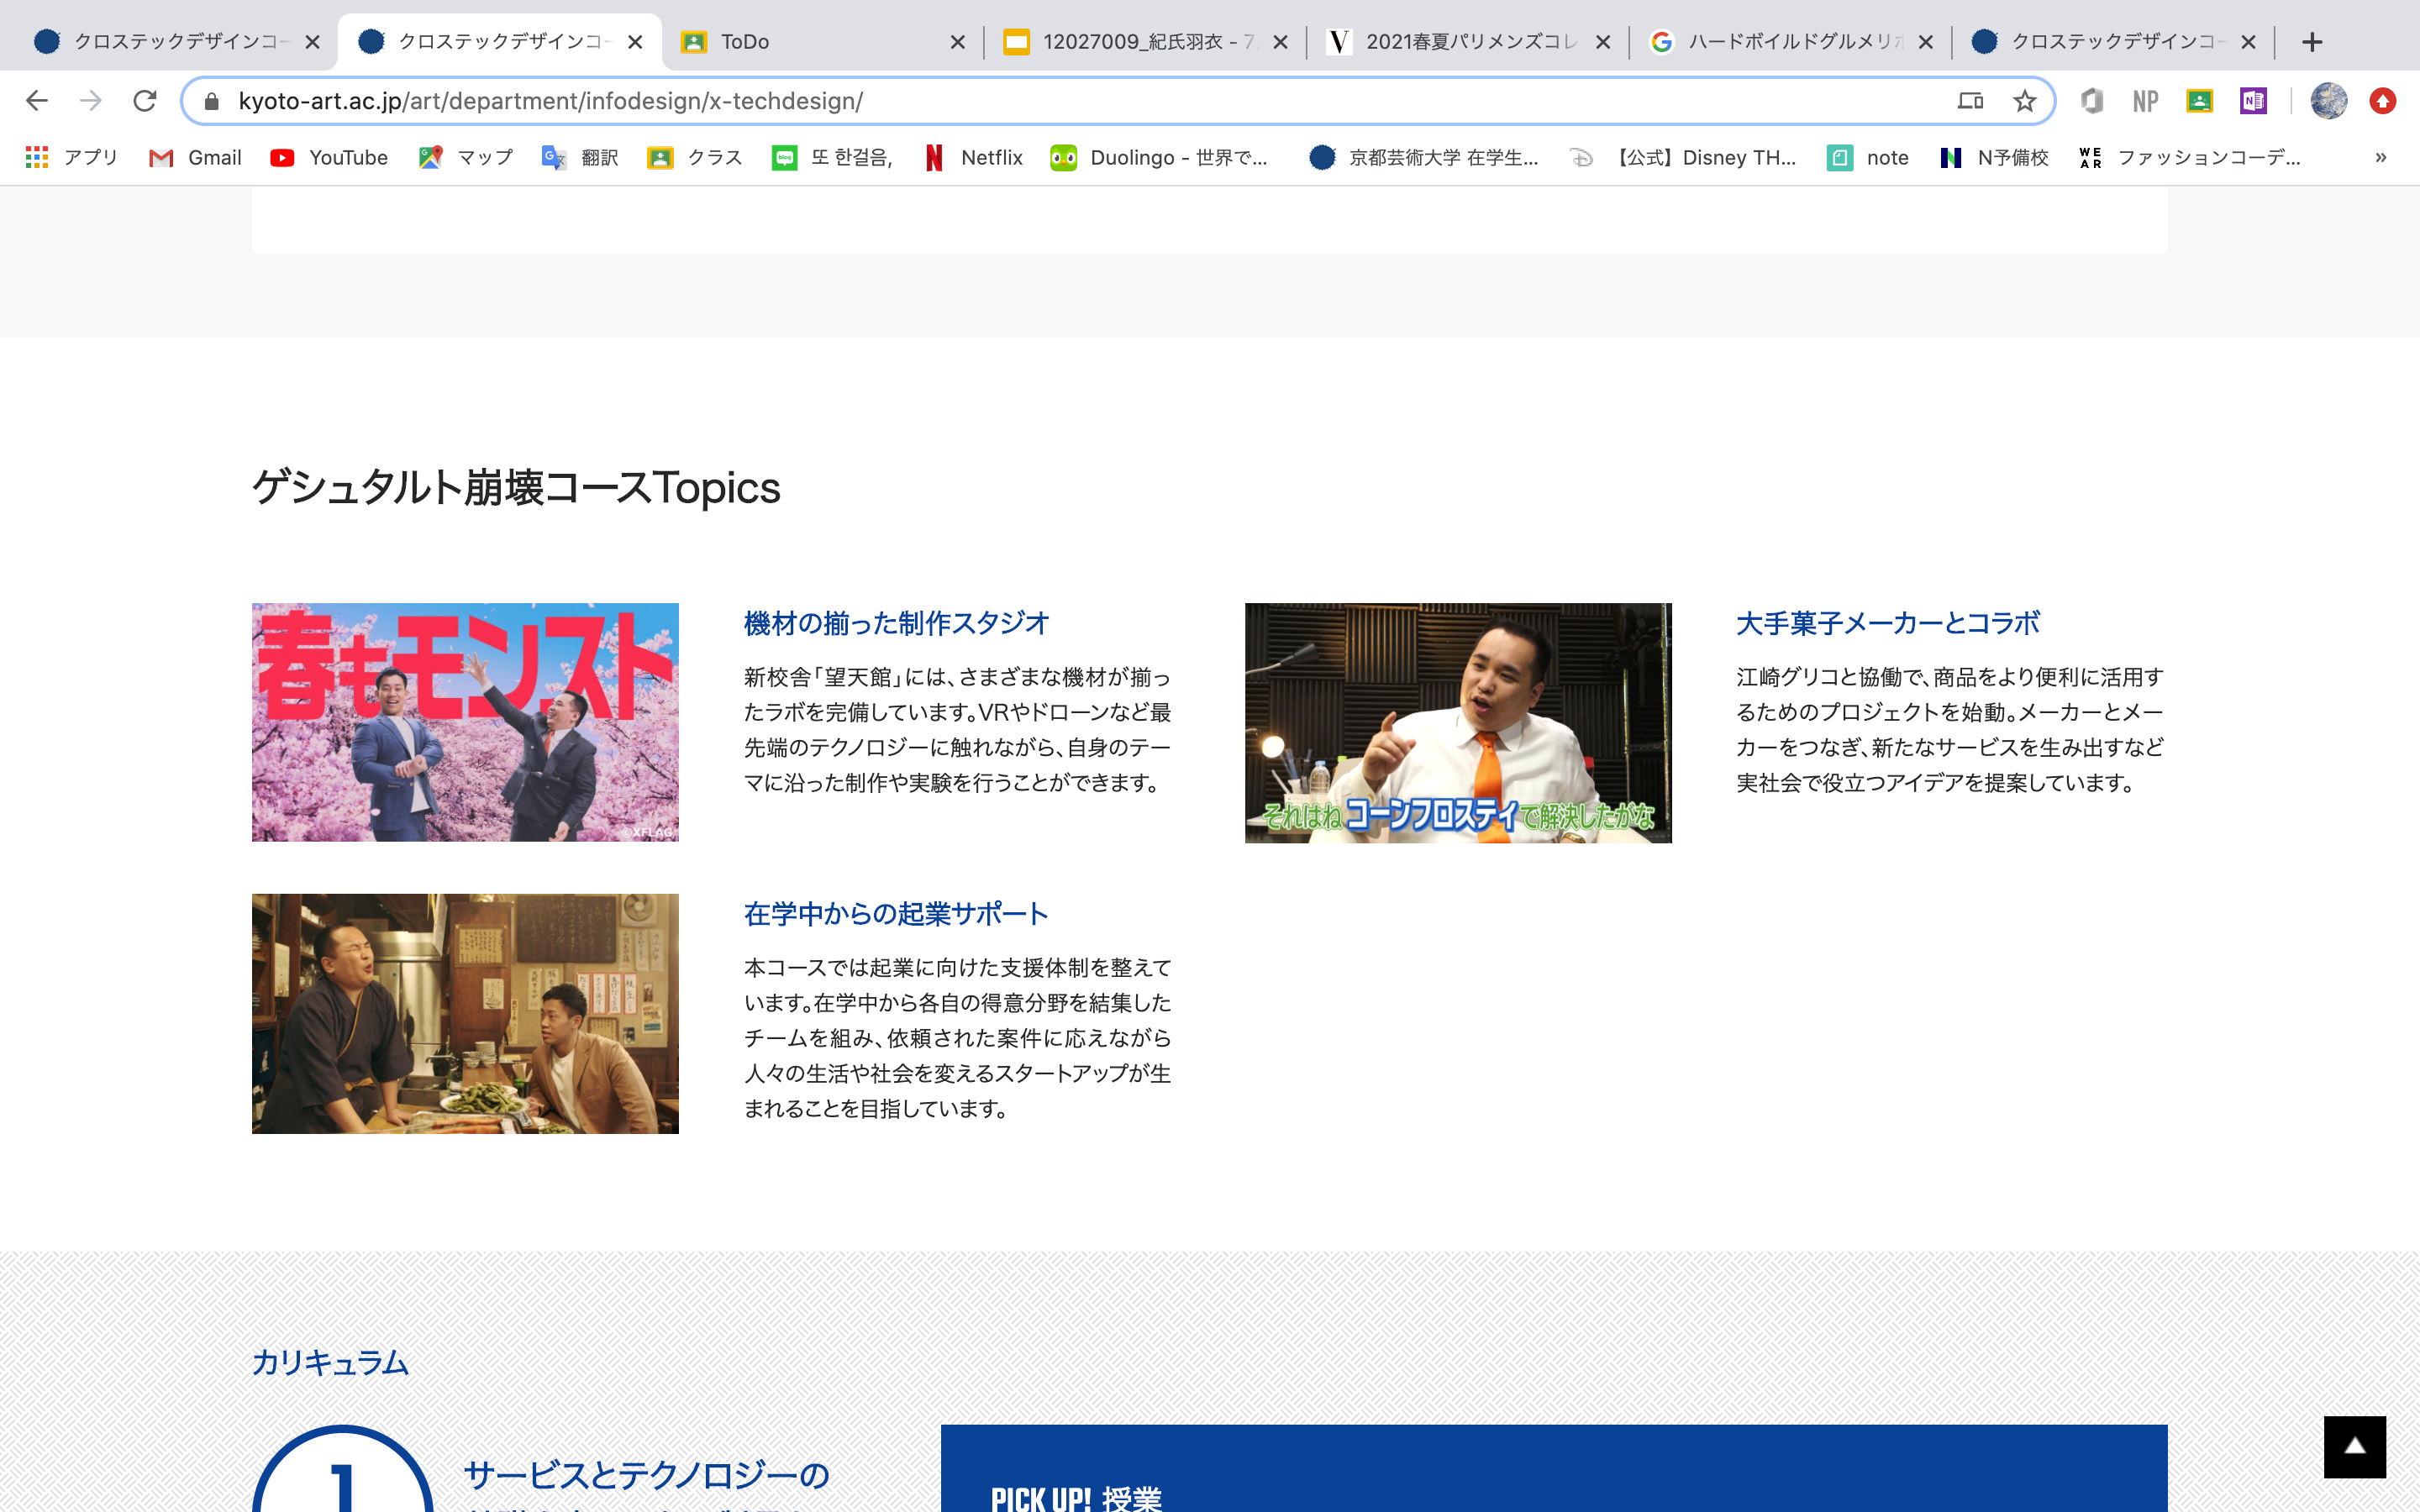 クロステックデザインコー
クロステックデザインコー
ToDo
12027009_紀氏羽衣 - 7
2021春夏パリメンズコレ
ハードボイルドグルメリポ
クロステックデザインコー
kyoto-art.ac.jp/art/department/infodesign/x-techdesign/
NP
アプリ
Gmail
YouTube
マップ
翻訳
クラス
또 한걸음,
Netflix
Duolingo - 世界で...
京都芸術大学 在学生...
【公式】Disney TH...
note
N予備校
WE
AR
ファッションコーデ...
»
ゲシュタルト崩壊コースTopics
春もモンスト
©XFLAG
機材の揃った制作スタジオ
新校舎「望天館」には、さまざまな機材が揃っ
たラボを完備しています。VRやドローンなど最
先端のテクノロジーに触れながら、自身のテー
マに沿った制作や実験を行うことができます。
それはねコーンフロスティで解決したがな
大手菓子メーカーとコラボ
江崎グリコと協働で、商品をより便利に活用す
るためのプロジェクトを始動。メーカーとメー
カーをつなぎ、新たなサービスを生み出すなど
実社会で役立つアイデアを提案しています。
在学中からの起業サポート
本コースでは起業に向けた支援体制を整えて
います。在学中から各自の得意分野を結集した
チームを組み、依頼された案件に応えながら
人々の生活や社会を変えるスタートアップが生
まれることを目指しています。
カリキュラム
1
サービスとテクノロジーの
PICK UP! 授業